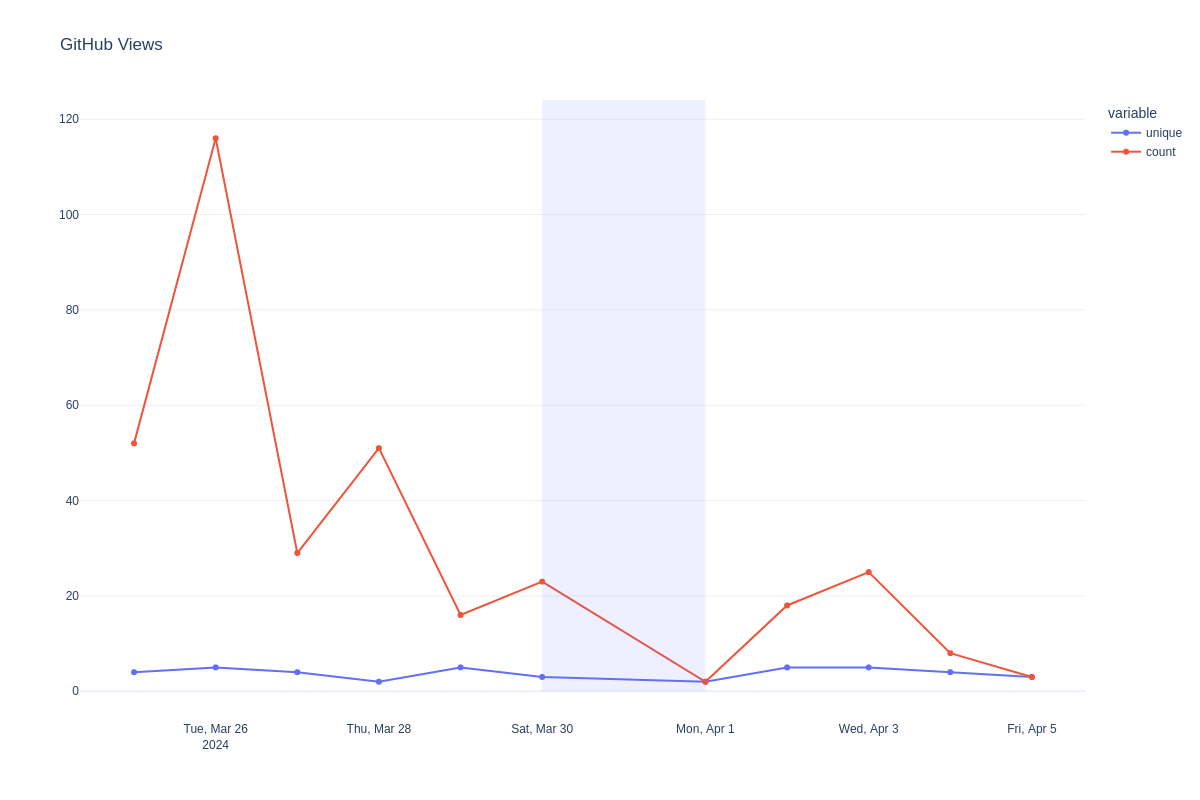 GitHub Views
variable
unique
count
120
100
80
60
40
20
0
Tue, Mar 26
2024
Thu, Mar 28
Sat, Mar 30
Mon, Apr 1
Wed, Apr 3
Fri, Apr 5